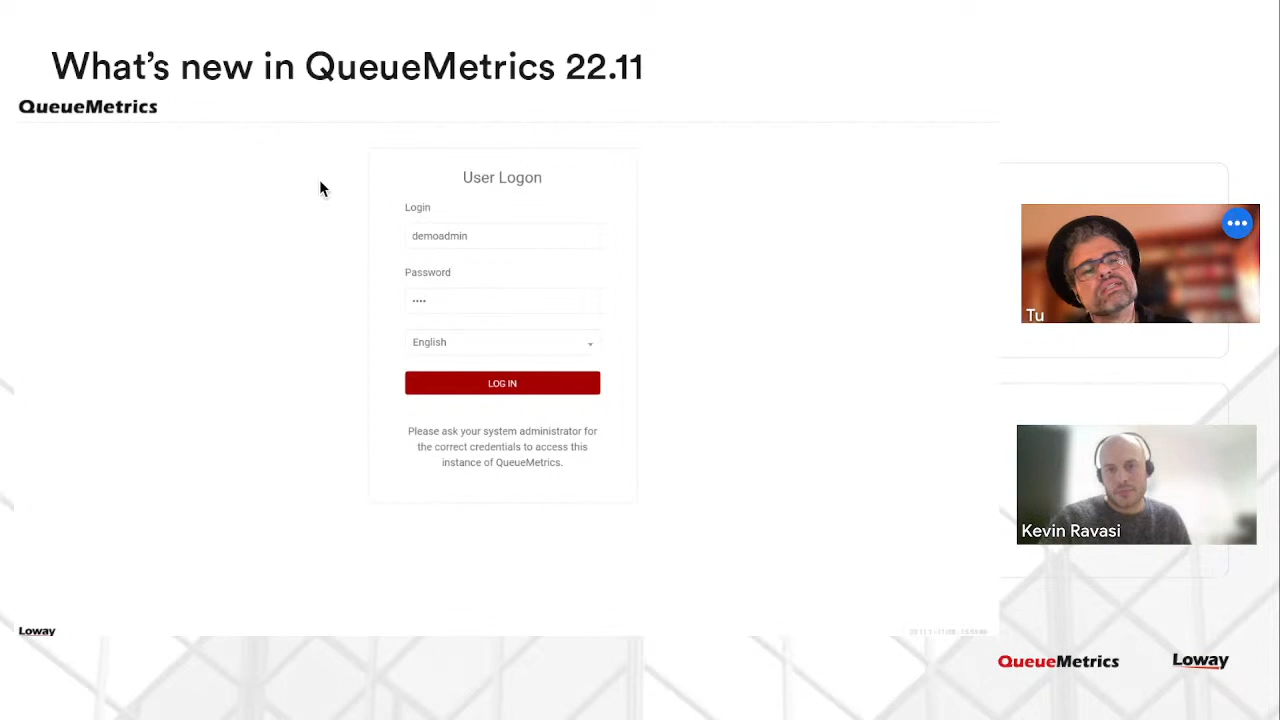 What's new in QueueMetrics 22.11
QueueMetrics
User Logon
Login
demoadmin
Password
••••
English
LOG IN
Please ask your system administrator for
the correct credentials to access this
instance of QueueMetrics.
Tu
Kevin Ravasi
Loway
QueueMetrics
Loway